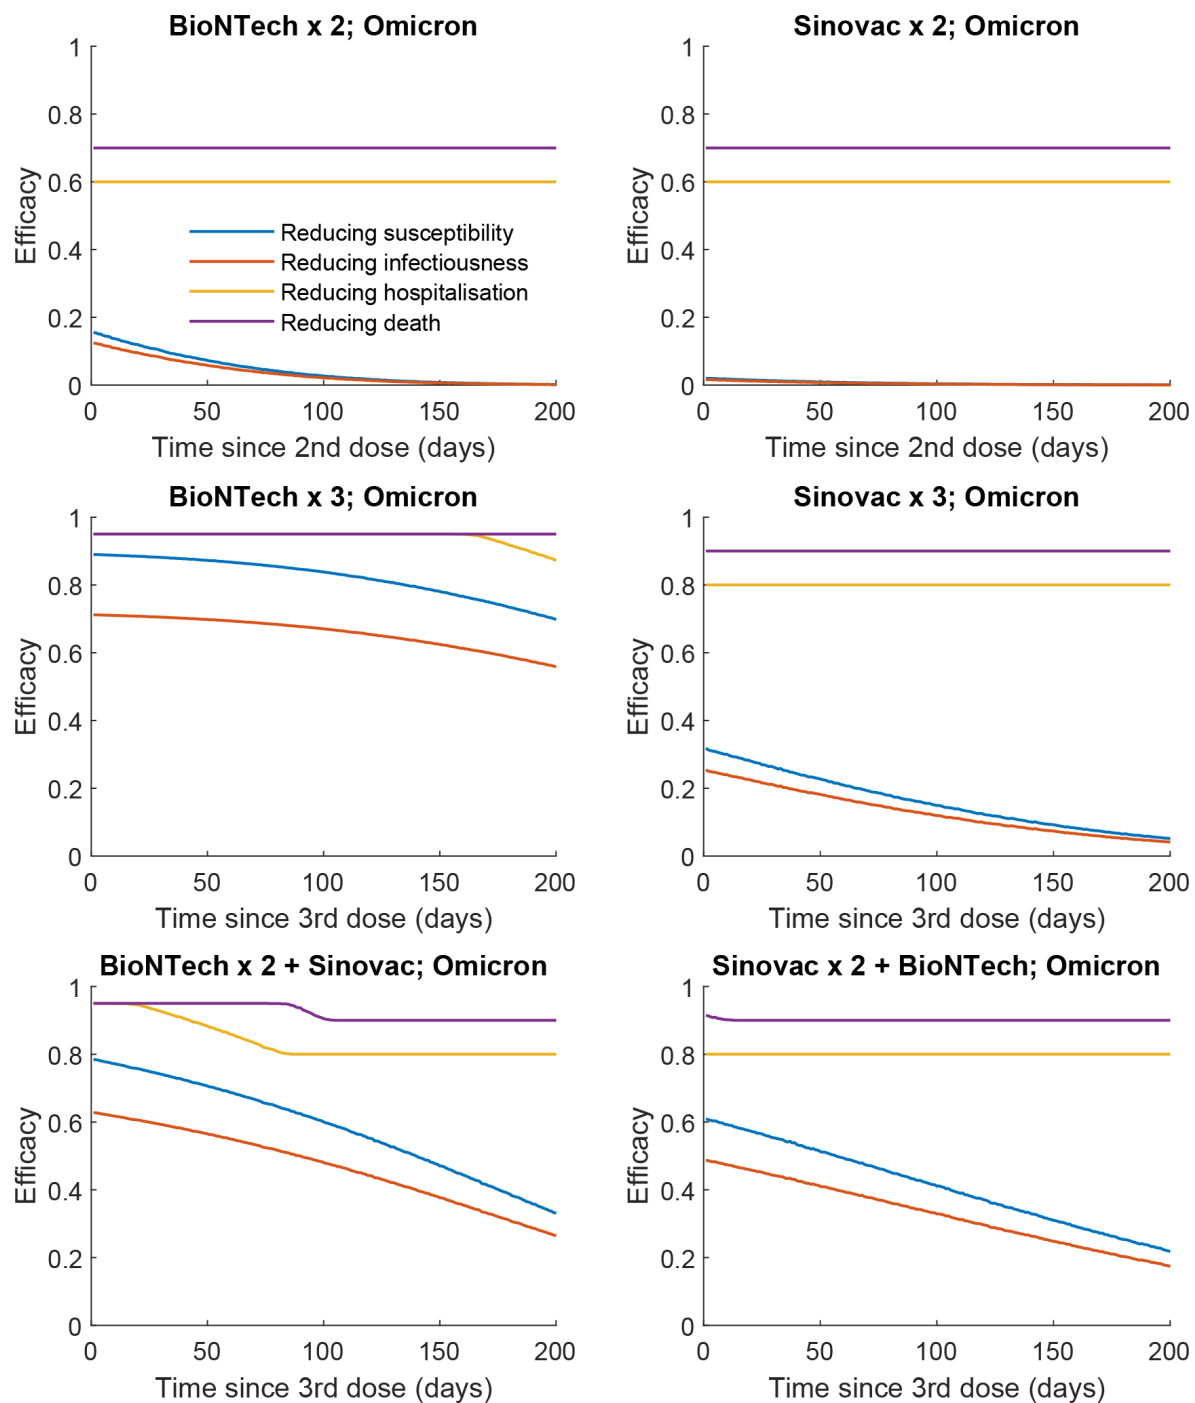 BioNTech x 2; Omicron
1
0.8
0.6
0.4
0.2
0
Efficacy
Reducing susceptibility
Reducing infectiousness
Reducing hospitalisation
Reducing death
0 50 100 150 200
Time since 2nd dose (days)
Sinovac x 2; Omicron
1
0.8
0.6
0.4
0.2
0
Efficacy
0 50 100 150 200
Time since 2nd dose (days)
BioNTech x 3; Omicron
1
0.8
0.6
0.4
0.2
0
Efficacy
0 50 100 150 200
Time since 3rd dose (days)
Sinovac x 3; Omicron
1
0.8
0.6
0.4
0.2
0
Efficacy
0 50 100 150 200
Time since 3rd dose (days)
BioNTech x 2 + Sinovac; Omicron
1
0.8
0.6
0.4
0.2
0
Efficacy
0 50 100 150 200
Time since 3rd dose (days)
Sinovac x 2 + BioNTech; Omicron
1
0.8
0.6
0.4
0.2
0
Efficacy
0 50 100 150 200
Time since 3rd dose (days)